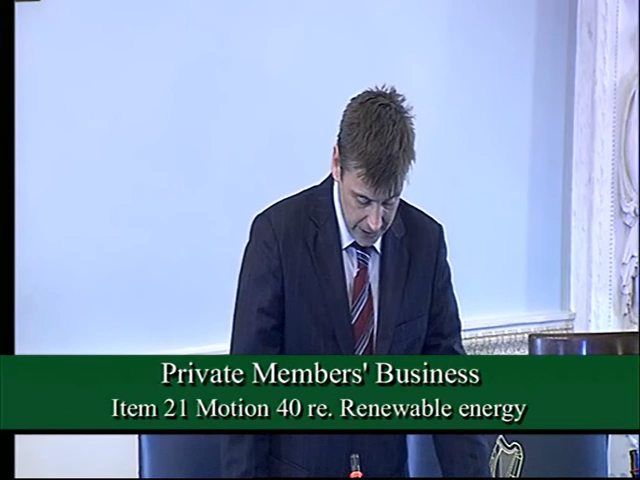 Private Members' Business
Item 21 Motion 40 re. Renewable energy